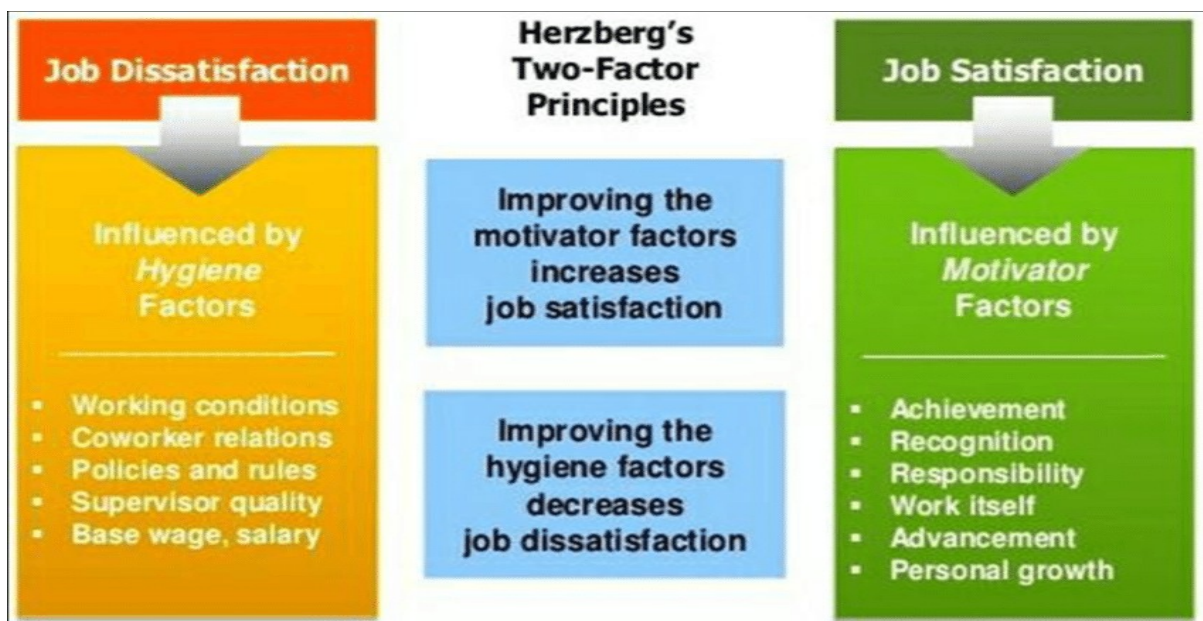 Job Dissatisfaction
Influenced by
Hygiene
Factors
▪ Working conditions
▪ Coworker relations
▪ Policies and rules
▪ Supervisor quality
▪ Base wage, salary
Herzberg's
Two-Factor
Principles
Improving the
motivator factors
increases
job satisfaction
Improving the
hygiene factors
decreases
job dissatisfaction
Job Satisfaction
Influenced by
Motivator
Factors
▪ Achievement
▪ Recognition
▪ Responsibility
▪ Work itself
▪ Advancement
▪ Personal growth